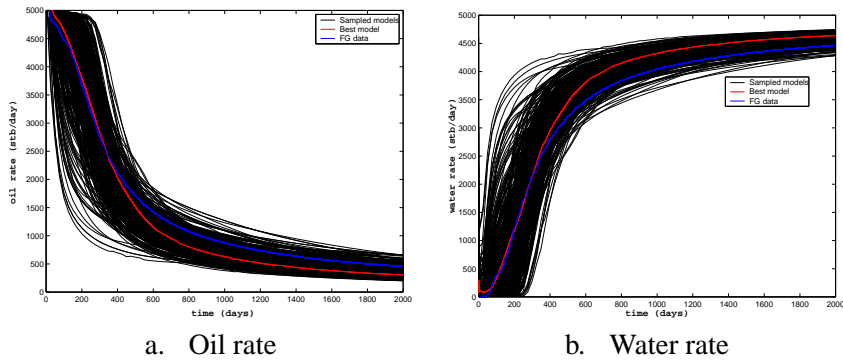 5000
4500
4000
3500
3000
2500
2000
1500
1000
500
0
oil rate (stb/day)
Sampled models
Best model
FG data
0 200 400 600 800 1000 1200 1400 1600 1800 2000
time (days)
a. Oil rate
5000
4500
4000
3500
3000
2500
2000
1500
1000
500
0
water rate (stb/day)
Sampled models
Best model
FG data
0 200 400 600 800 1000 1200 1400 1600 1800 2000
time (days)
b. Water rate